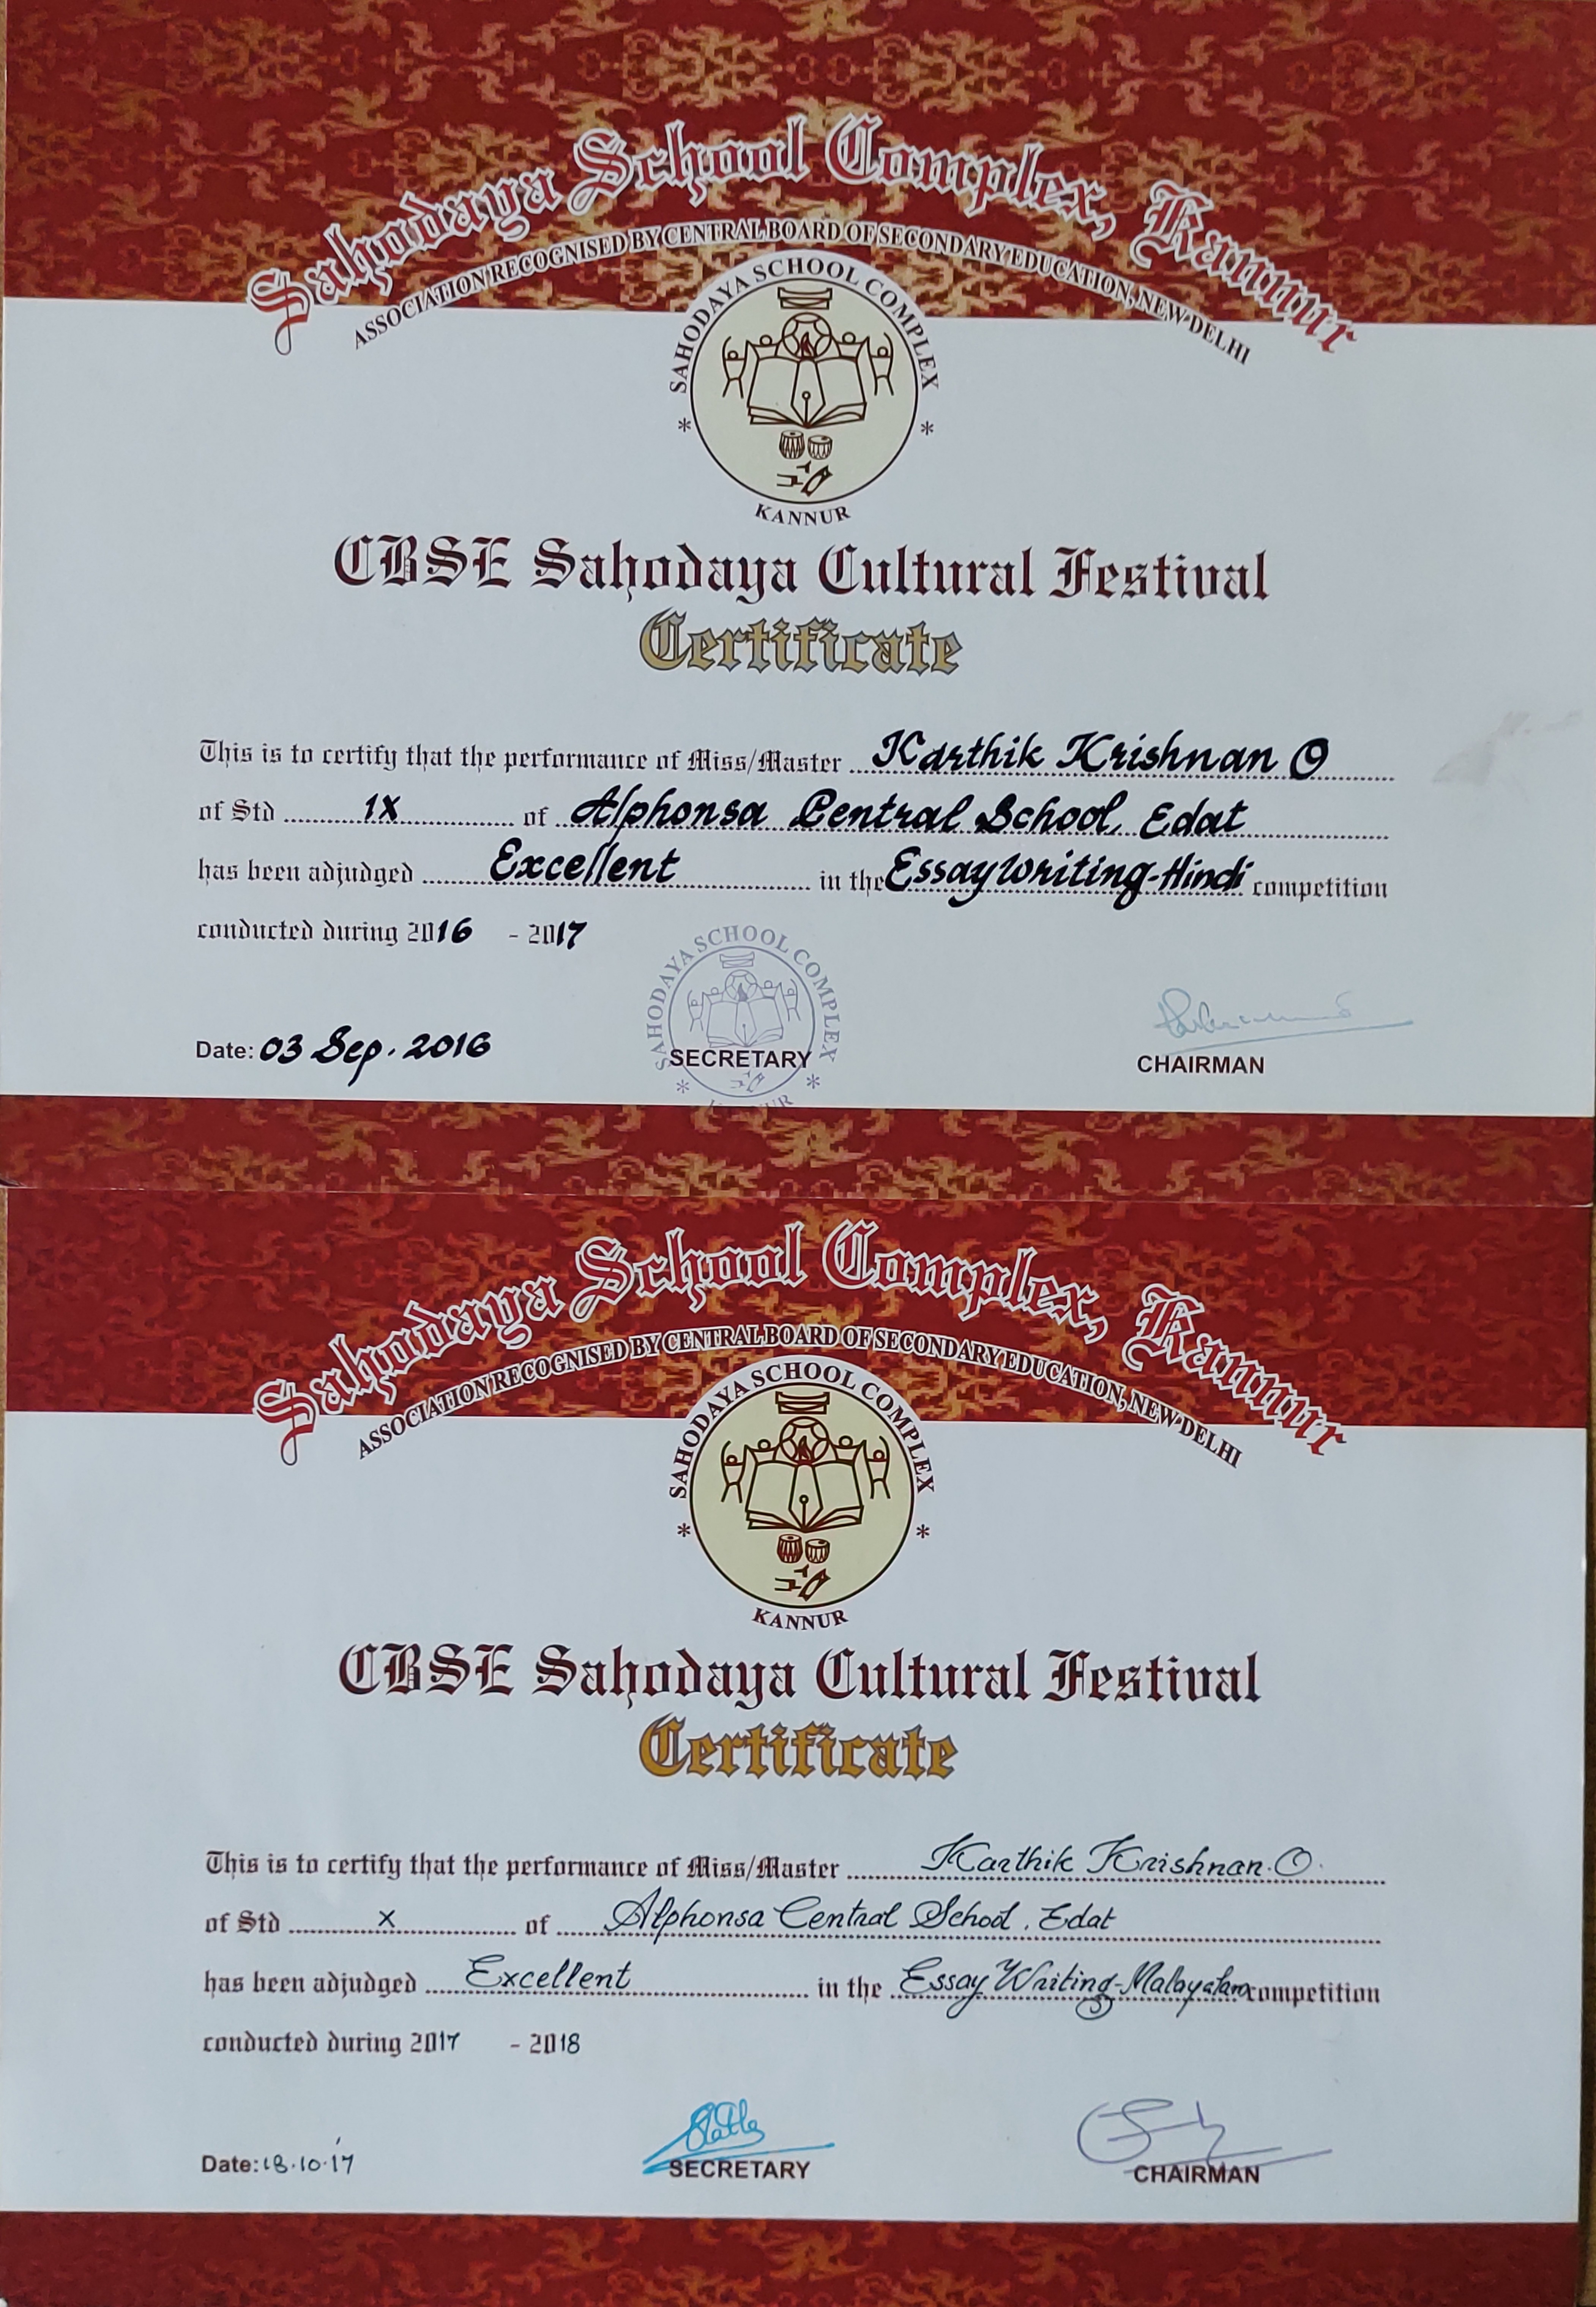 Sahodaya School Complex, Kannur
ASSOCIATION RECOGNISED BY CENTRAL BOARD OF SECONDARY EDUCATION, NEW DELHI
SAHODAYA SCHOOL COMPLEX
* *
KANNUR
CBSE Sahodaya Cultural Festival
Certificate
This is to certify that the performance of Miss/Master Karthik Krishnan O
of Std 1X of Alphonsa Central School, Edat
has been adjudged Excellent in the Essay writing-Hindi competition
conducted during 2016 - 2017
SAHODAYA SCHOOL COMPLEX
* *
KANNUR
Date: 03 Sep. 2016 SECRETARY CHAIRMAN
Sahodaya School Complex, Kannur
ASSOCIATION RECOGNISED BY CENTRAL BOARD OF SECONDARY EDUCATION, NEW DELHI
SAHODAYA SCHOOL COMPLEX
* *
KANNUR
CBSE Sahodaya Cultural Festival
Certificate
This is to certify that the performance of Miss/Master Karthik Krishnan. O.
of Std X of Alphonsa Central School, Edat
has been adjudged Excellent in the Essay Writing-Malayalam competition
conducted during 2017 - 2018
Date: 18.10.17 SECRETARY CHAIRMAN